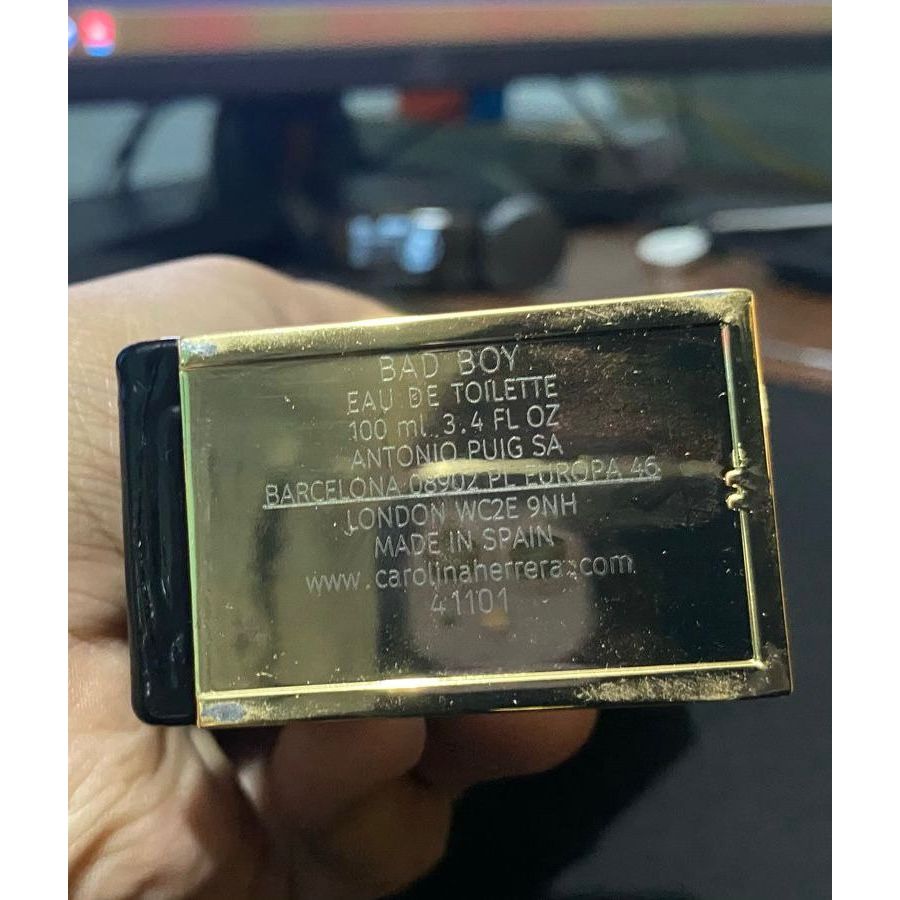 BAD BOY
EAU DE TOILETTE
100 ml 3.4 FL OZ
ANTONIO PUIG SA
BARCELONA 08902 PL EUROPA 46
LONDON WC2E 9NH
MADE IN SPAIN
www.carolinaherrera.com
41101